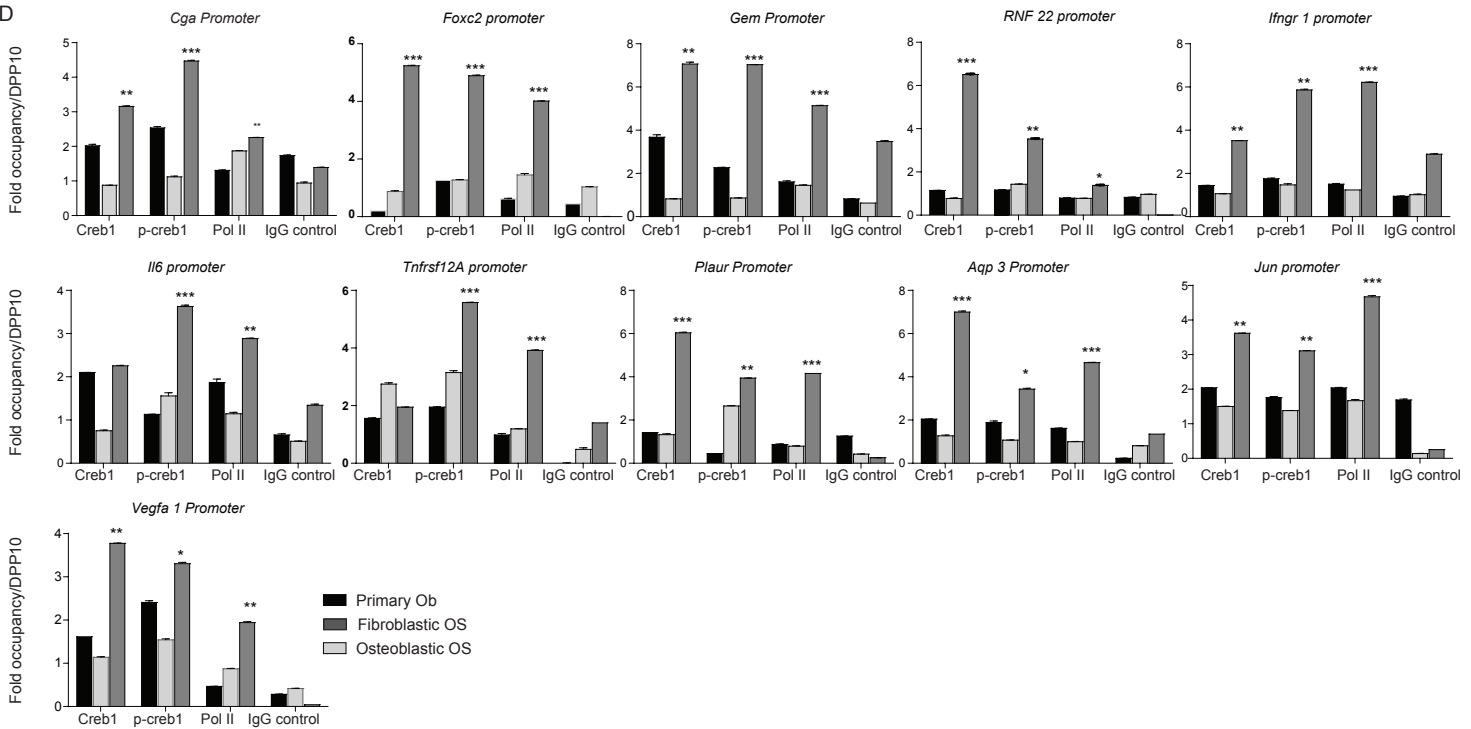 D
Cga Promoter
Foxc2 promoter
Gem Promoter
RNF 22 promoter
Ifngr 1 promoter
Fold occupancy/DPP10
5
4
3
2
1
0
** *** **
Creb1 p-creb1 Pol II IgG control
6
4
2
0
*** *** ***
Creb1 p-creb1 Pol II IgG control
8
6
4
2
0
** *** ***
Creb1 p-creb1 Pol II IgG control
8
6
4
2
0
*** ** *
Creb1 p-creb1 Pol II IgG control
8
6
4
2
0
** ** ***
Creb1 p-creb1 Pol II IgG control
Il6 promoter
Tnfrsf12A promoter
Plaur Promoter
Aqp 3 Promoter
Jun promoter
Fold occupancy/DPP10
4
3
2
1
0
*** **
Creb1 p-creb1 Pol II IgG control
6
4
2
0
*** ***
Creb1 p-creb1 Pol II IgG control
8
6
4
2
0
*** ** ***
Creb1 p-creb1 Pol II IgG control
8
6
4
2
0
*** * ***
Creb1 p-creb1 Pol II IgG control
5
4
3
2
1
0
** ** ***
Creb1 p-creb1 Pol II IgG control
Vegfa 1 Promoter
Fold occupancy/DPP10
4
3
2
1
0
** * **
Creb1 p-creb1 Pol II IgG control
Primary Ob
Fibroblastic OS
Osteoblastic OS